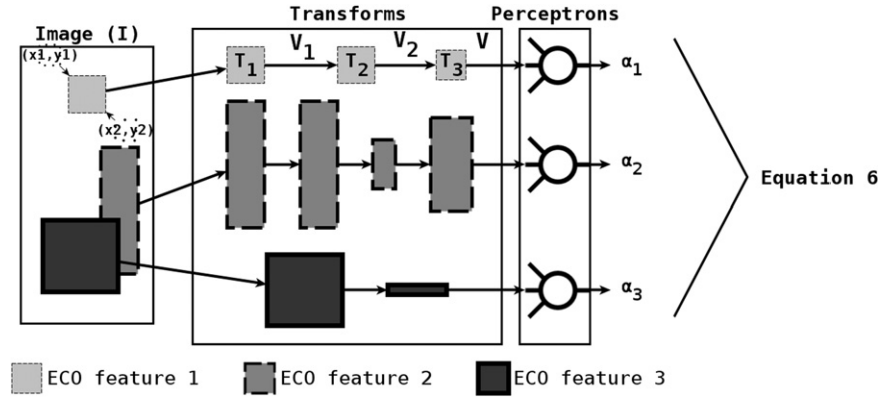 Transforms
Perceptrons
Image (I)
(x1,y1)
(x2,y2)
T1
V1
T2
V2
T3
V
α1
α2
α3
Equation 6
ECO feature 1
ECO feature 2
ECO feature 3